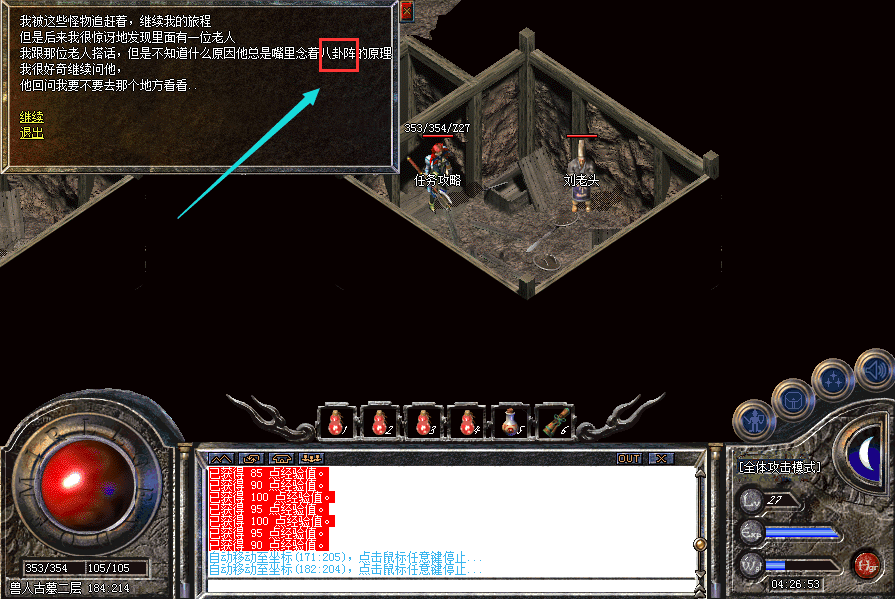 我被这些怪物追赶着，继续我的旅程
但是后来我很惊讶地发现里面有一位老人
我跟那位老人搭话，但是不知道什么原因他总是嘴里念着八卦阵的原理
我很好奇继续问他，
他回问我要不要去那个地方看看..
继续
退出
353/354/Z27
任务攻略
刘老头
1
2
3
4
5
6
OUT
已获得 85 点经验值。
已获得 90 点经验值。
已获得 100 点经验值。
已获得 95 点经验值。
已获得 100 点经验值。
已获得 95 点经验值。
已获得 90 点经验值。
自动移动至坐标(171:205)，点击鼠标任意键停止...
自动移动至坐标(182:204)，点击鼠标任意键停止...
353/354
105/105
兽人古墓二层 184:214
[全体攻击模式]
Lv
27
Exp
W
Hgr
04:26:53